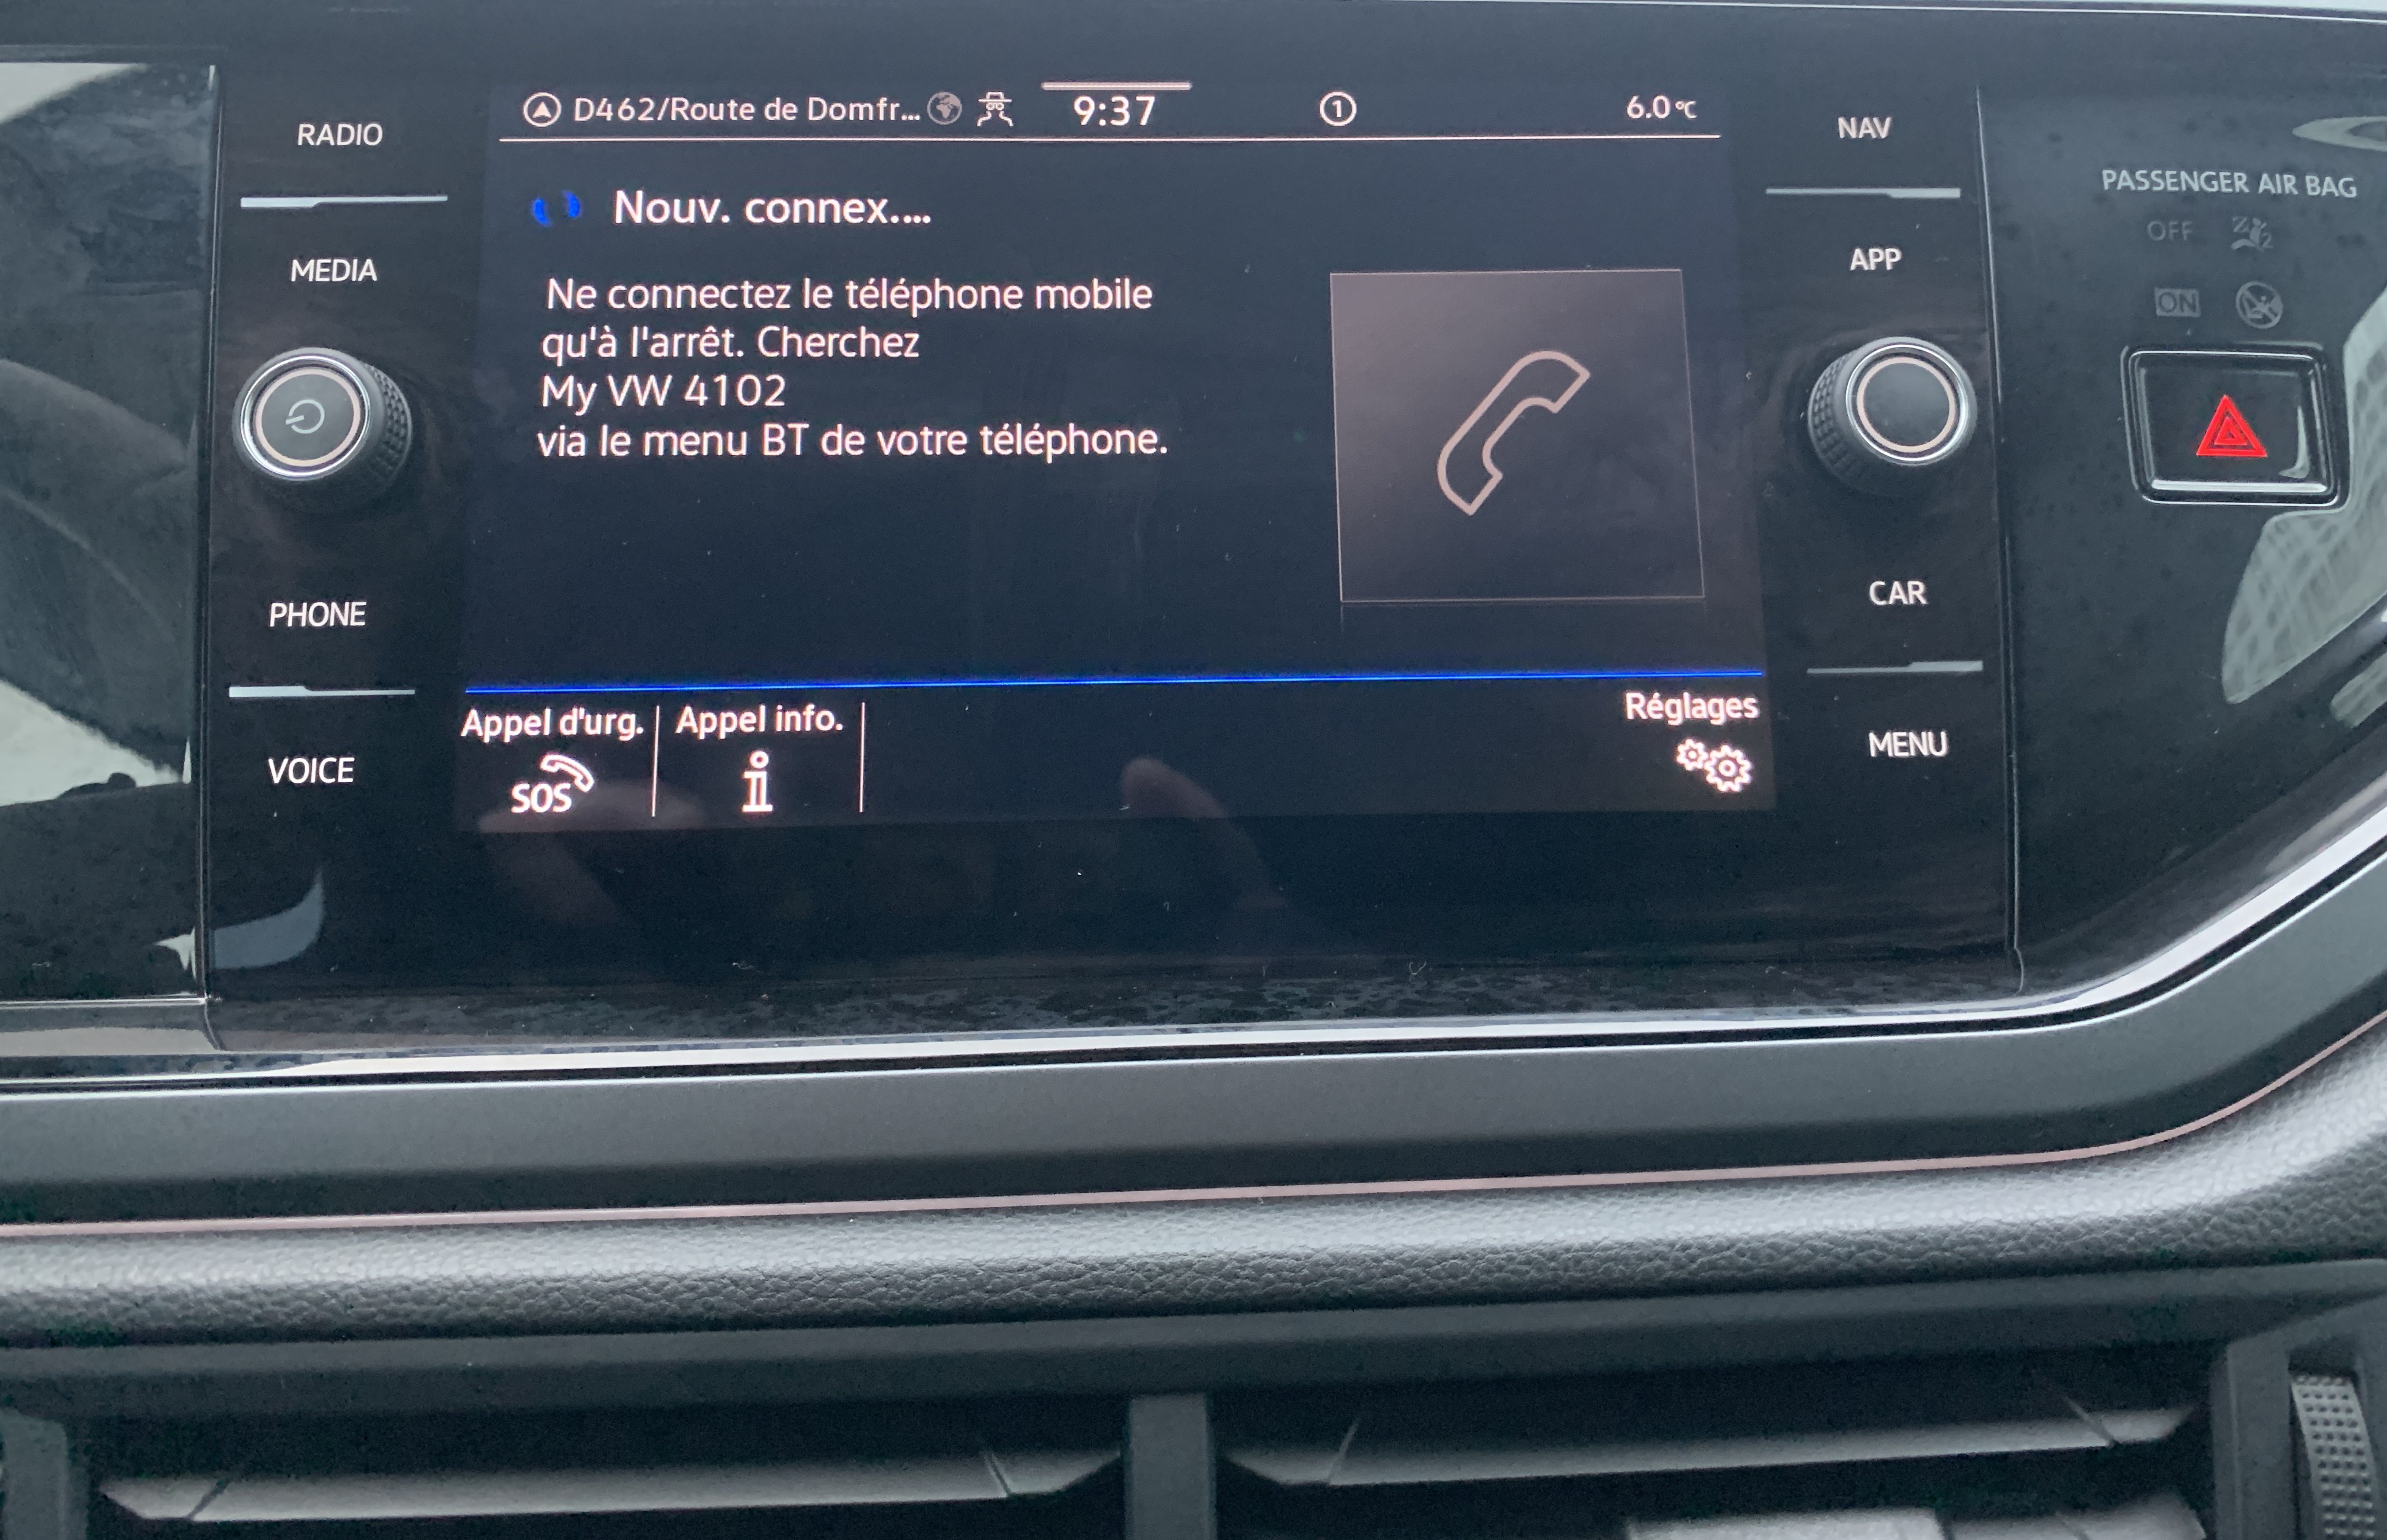 D462/Route de Domfr...
9:37
1
6.0°C
RADIO
MEDIA
PHONE
VOICE
Nouv. connex....
Ne connectez le téléphone mobile
qu'à l'arrêt. Cherchez
My VW 4102
via le menu BT de votre téléphone.
Appel d'urg.
SOS
Appel info.
i
Réglages
NAV
APP
CAR
MENU
PASSENGER AIR BAG
OFF
ON